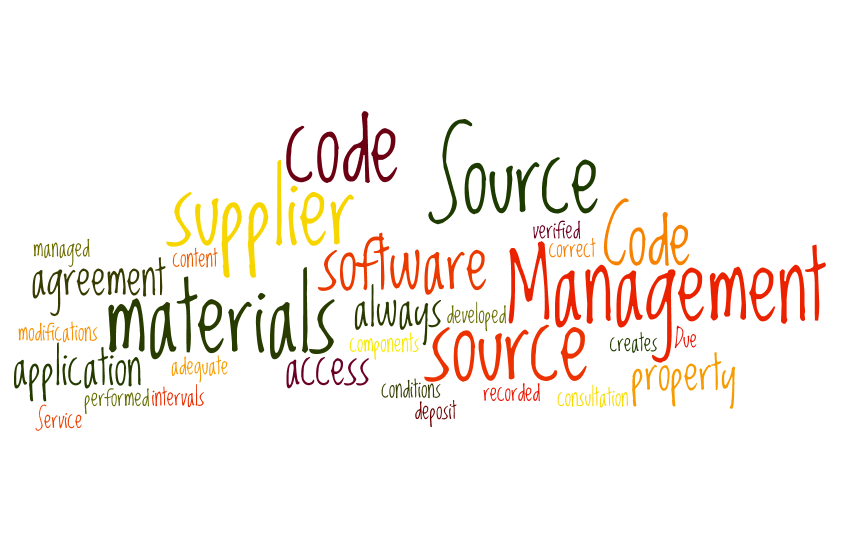 code Source
supplier
verified Code
managed content software correct
agreement Management
materials always developed
modifications components source creates Due
application adequate access property
performed intervals conditions recorded consultation
Service deposit